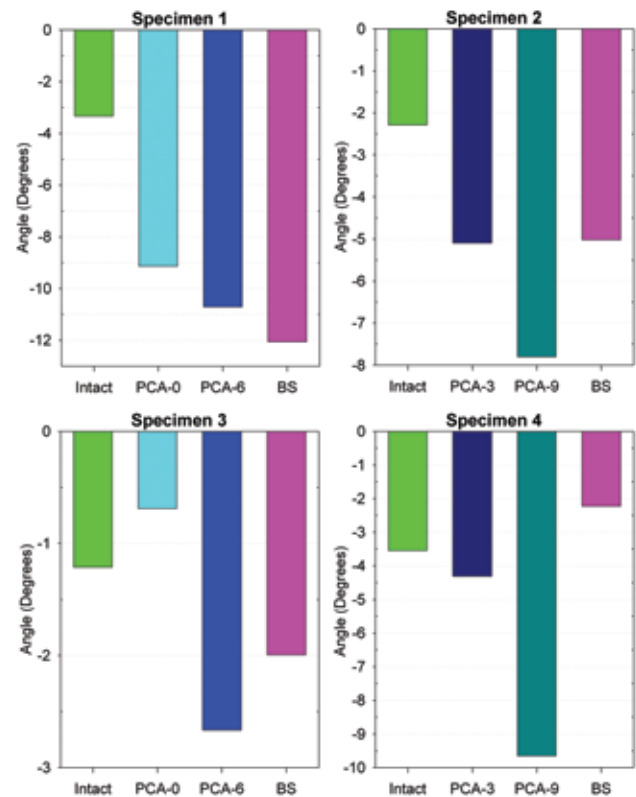 Specimen 1
0
-2
-4
-6
-8
-10
-12
Angle (Degrees)
Intact PCA-0 PCA-6 BS
Specimen 2
0
-1
-2
-3
-4
-5
-6
-7
-8
Angle (Degrees)
Intact PCA-3 PCA-9 BS
Specimen 3
0
-1
-2
-3
Angle (Degrees)
Intact PCA-0 PCA-6 BS
Specimen 4
0
-1
-2
-3
-4
-5
-6
-7
-8
-9
-10
Angle (Degrees)
Intact PCA-3 PCA-9 BS